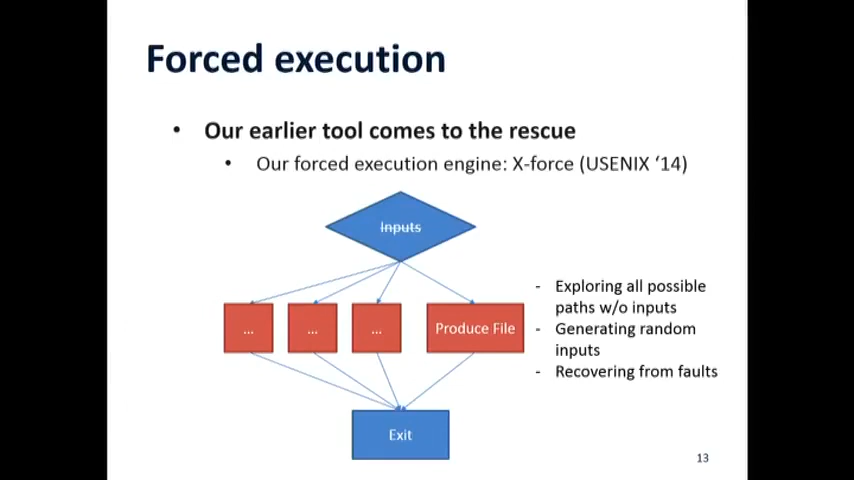 Forced execution
• Our earlier tool comes to the rescue
• Our forced execution engine: X-force (USENIX ‘14)
Inputs
- Exploring all possible
paths w/o inputs
- Generating random
inputs
- Recovering from faults
...
...
...
Produce File
Exit
13